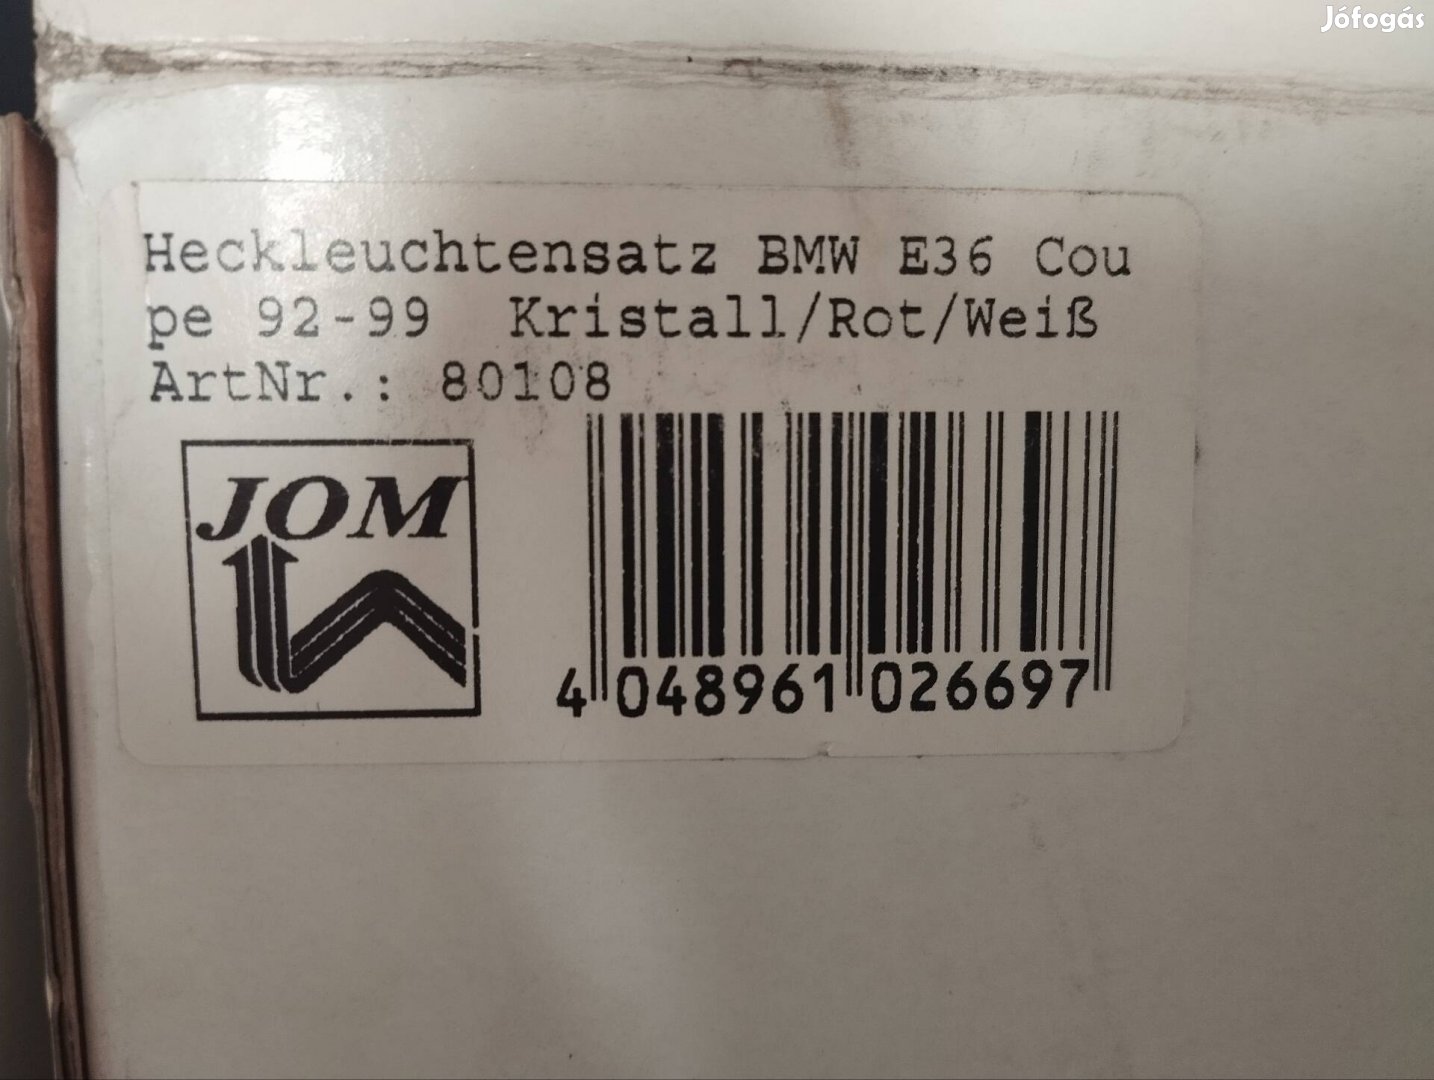 Jófogás
Heckleuchtensatz BMW E36 Cou
pe 92-99 Kristall/Rot/Weiß
ArtNr.: 80108
JOM
4 048961 026697